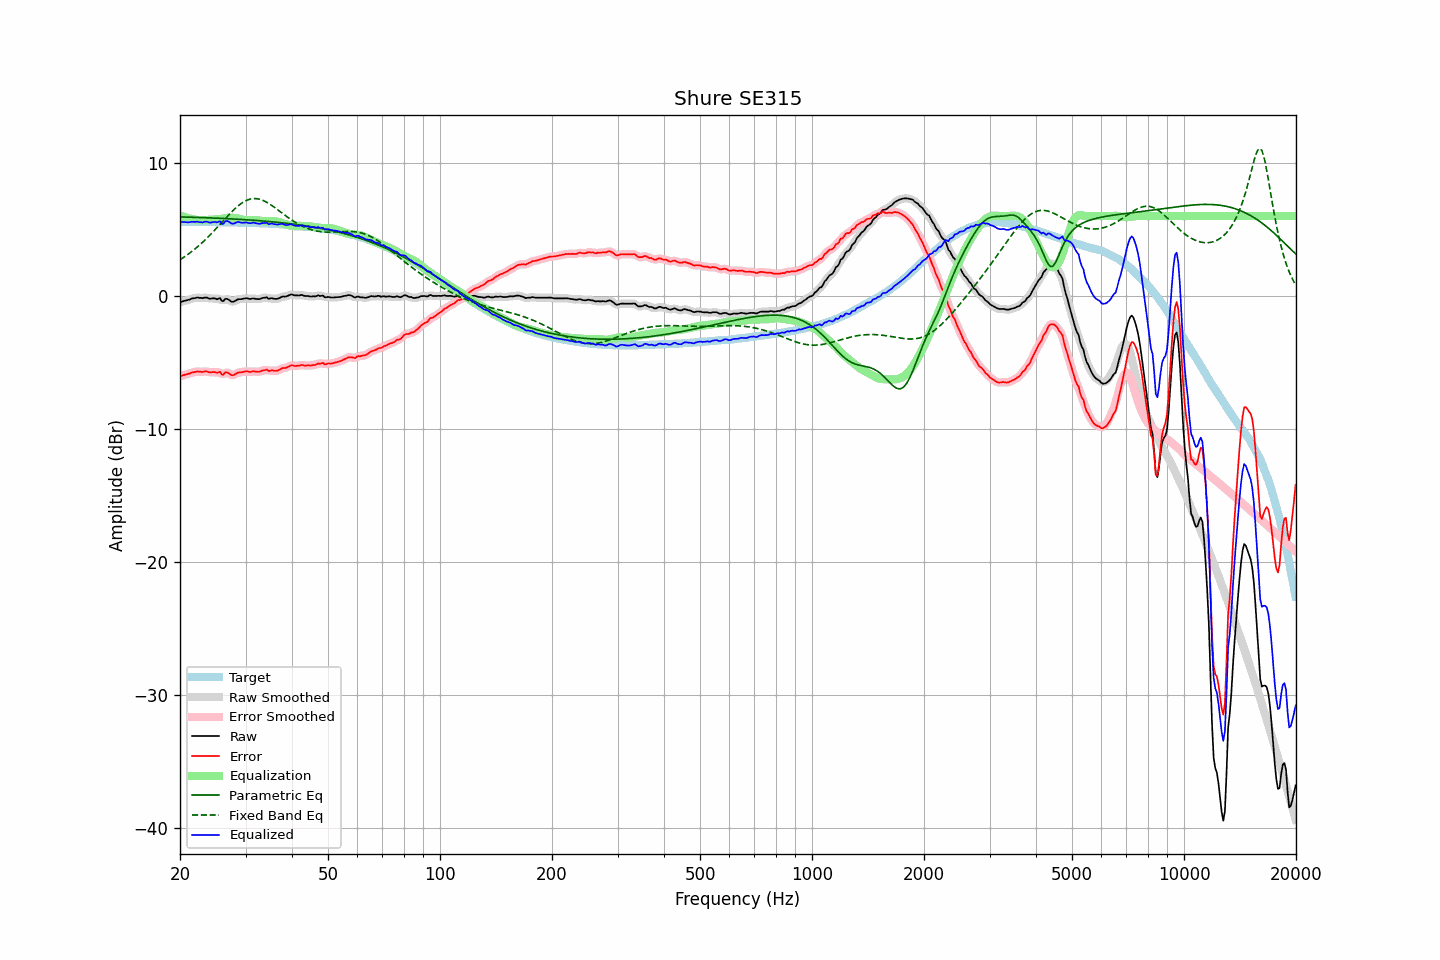 Shure SE315
Amplitude (dBr)
10
0
−10
−20
−30
−40
Target
Raw Smoothed
Error Smoothed
Raw
Error
Equalization
Parametric Eq
Fixed Band Eq
Equalized
20
50
100
200
500
1000
2000
5000
10000
20000
Frequency (Hz)